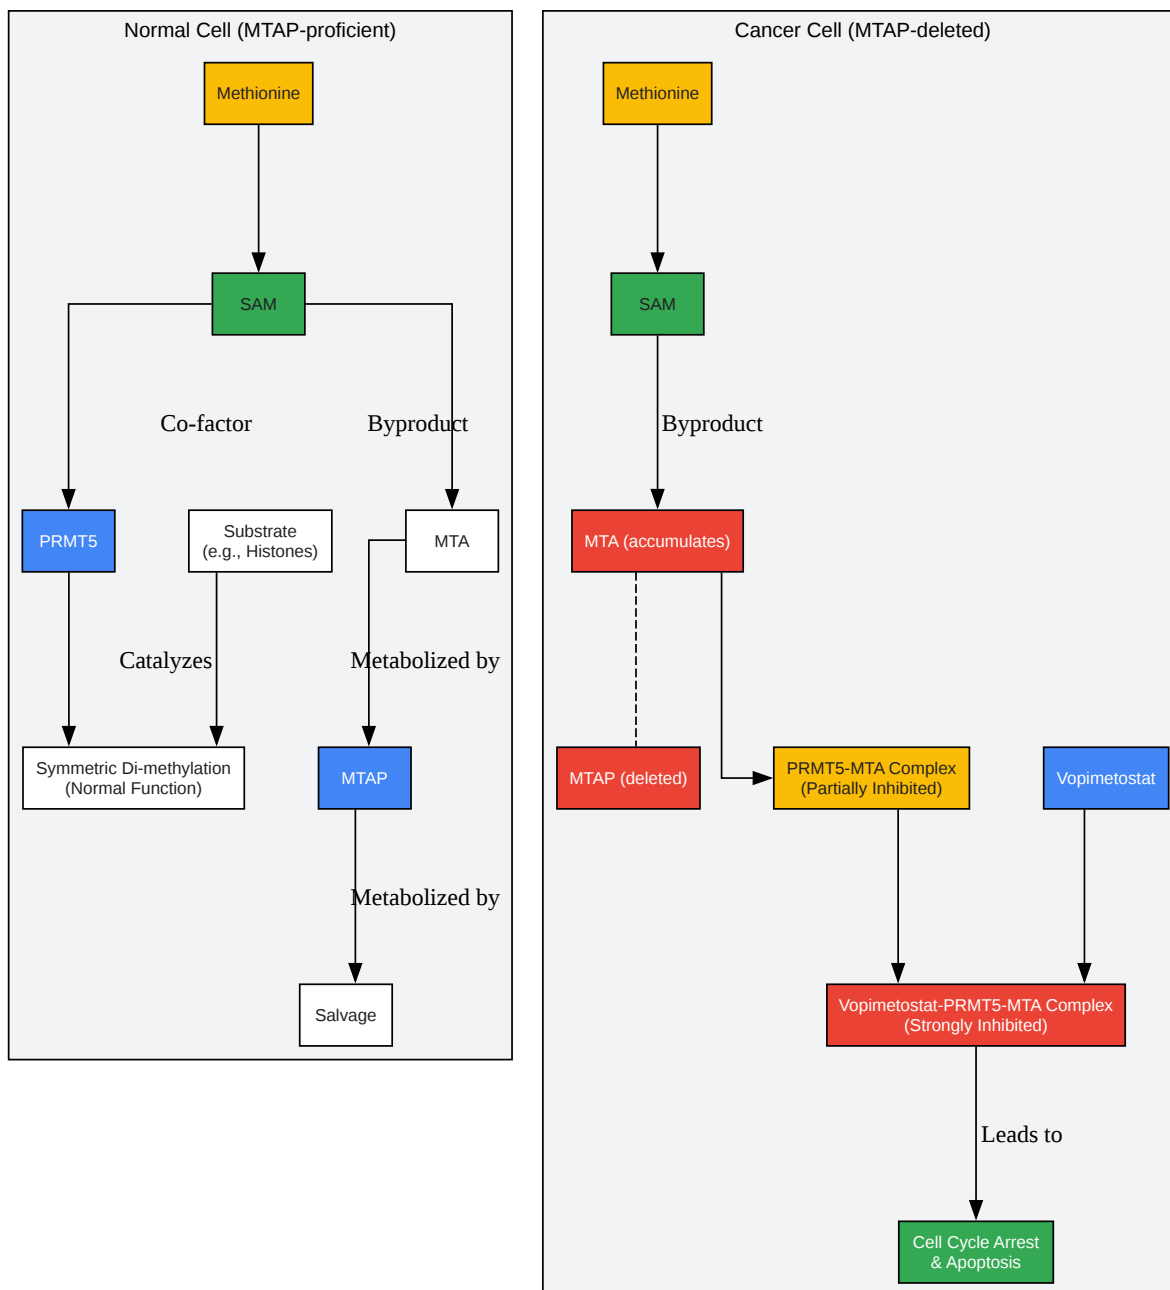 Normal Cell (MTAP-proficient)
Methionine
SAM
Co-factor
Byproduct
PRMT5
Substrate
(e.g., Histones)
MTA
Catalyzes
Metabolized by
Symmetric Di-methylation
(Normal Function)
MTAP
Metabolized by
Salvage
Cancer Cell (MTAP-deleted)
Methionine
SAM
Byproduct
MTA (accumulates)
MTAP (deleted)
PRMT5-MTA Complex
(Partially Inhibited)
Vopimetostat
Vopimetostat-PRMT5-MTA Complex
(Strongly Inhibited)
Leads to
Cell Cycle Arrest
& Apoptosis